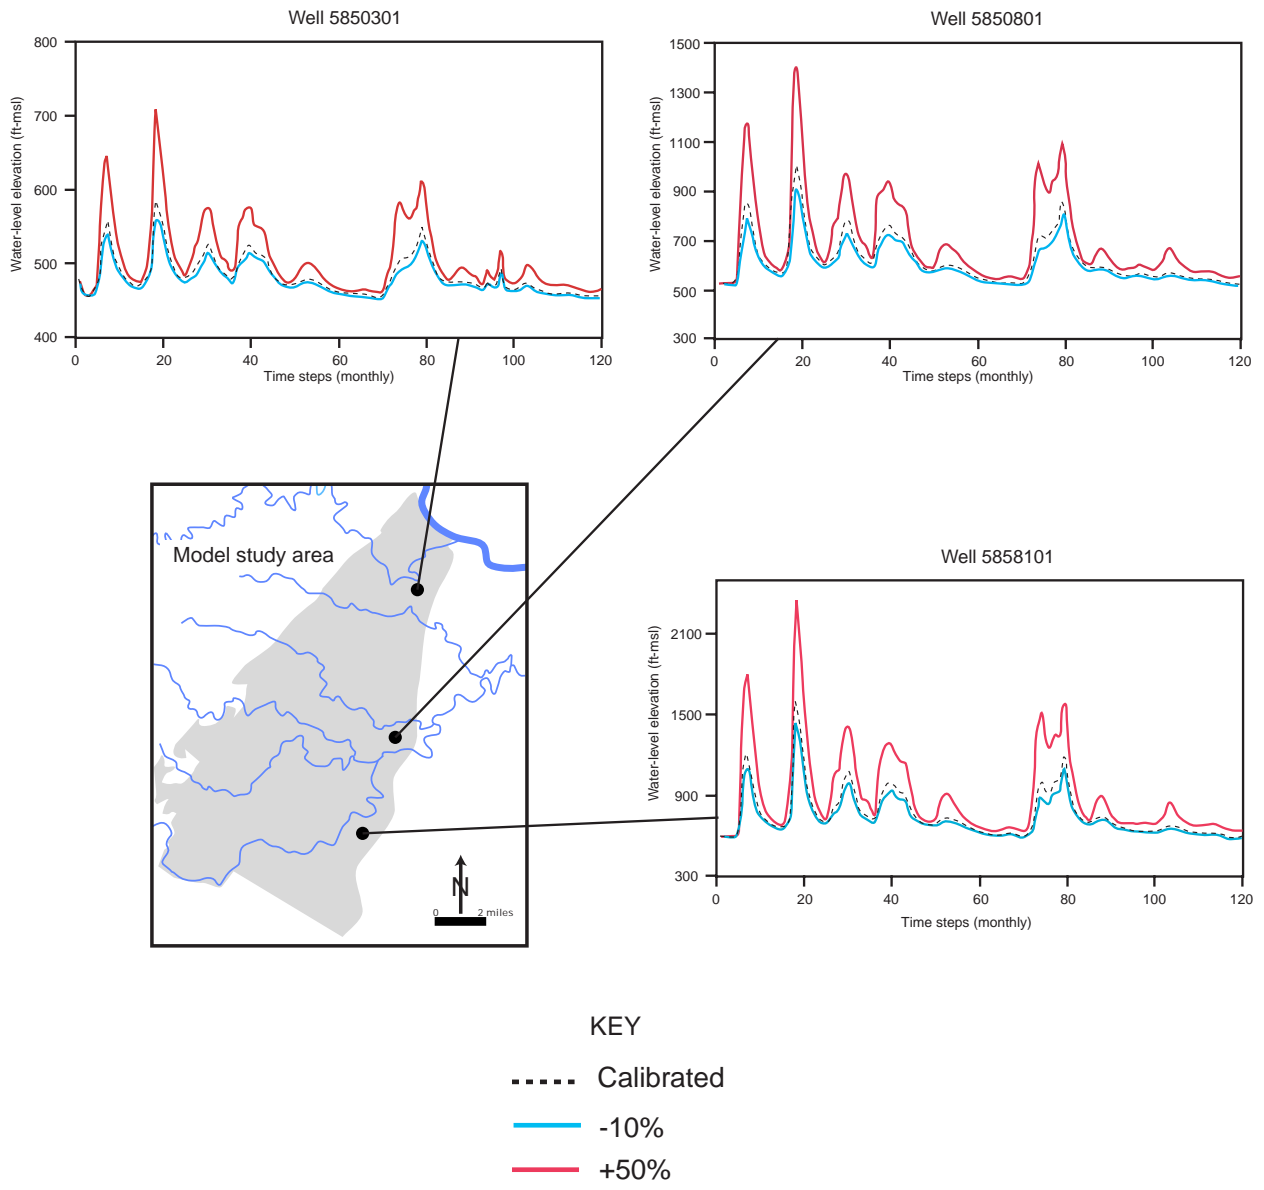 Well 5850301
800
700
600
500
400
Water-level elevation (ft-msl)
0 20 40 60 80 100 120
Time steps (monthly)
Well 5850801
1500
1300
1100
900
700
500
300
Water-level elevation (ft-msl)
0 20 40 60 80 100 120
Time steps (monthly)
Model study area
N
0 2 miles
Well 5858101
2100
1500
900
300
Water-level elevation (ft-msl)
0 20 40 60 80 100 120
Time steps (monthly)
KEY
Calibrated
-10%
+50%